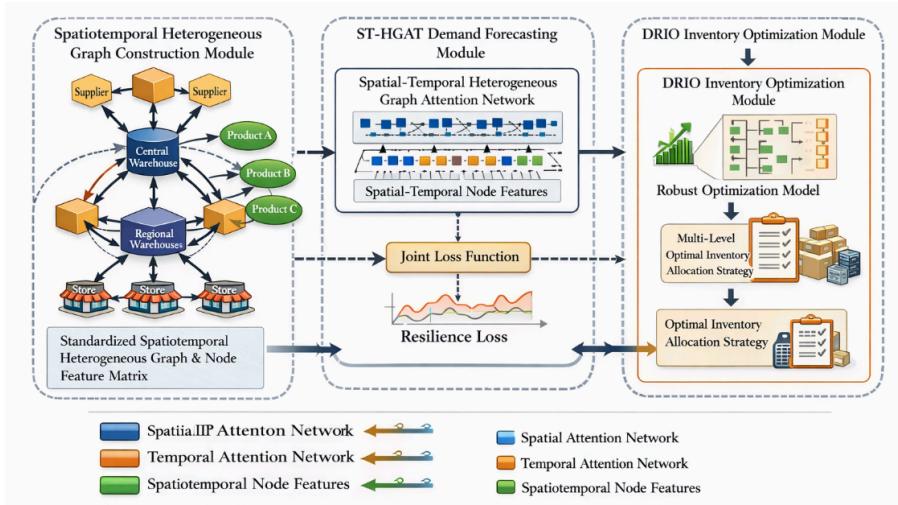 Spatiotemporal Heterogeneous
Graph Construction Module
Supplier
Supplier
Product A
Central
Warehouse
Product B
Product C
Regional
Warehouses
Store
Store
Store
Standardized Spatiotemporal
Heterogeneous Graph & Node
Feature Matrix
ST-HGAT Demand Forecasting
Module
Spatial-Temporal Heterogeneous
Graph Attention Network
Spatial-Temporal Node Features
Joint Loss Function
Resilience Loss
DRIO Inventory Optimization Module
DRIO Inventory Optimization
Module
Robust Optimization Model
Multi-Level
Optimal Inventory
Allocation Strategy
Optimal Inventory
Allocation Strategy
Attenton Network
Temporal Attention Network
Spatiotemporal Node Features
Spatial Attention Network
Temporal Attention Network
Spatiotemporal Node Features